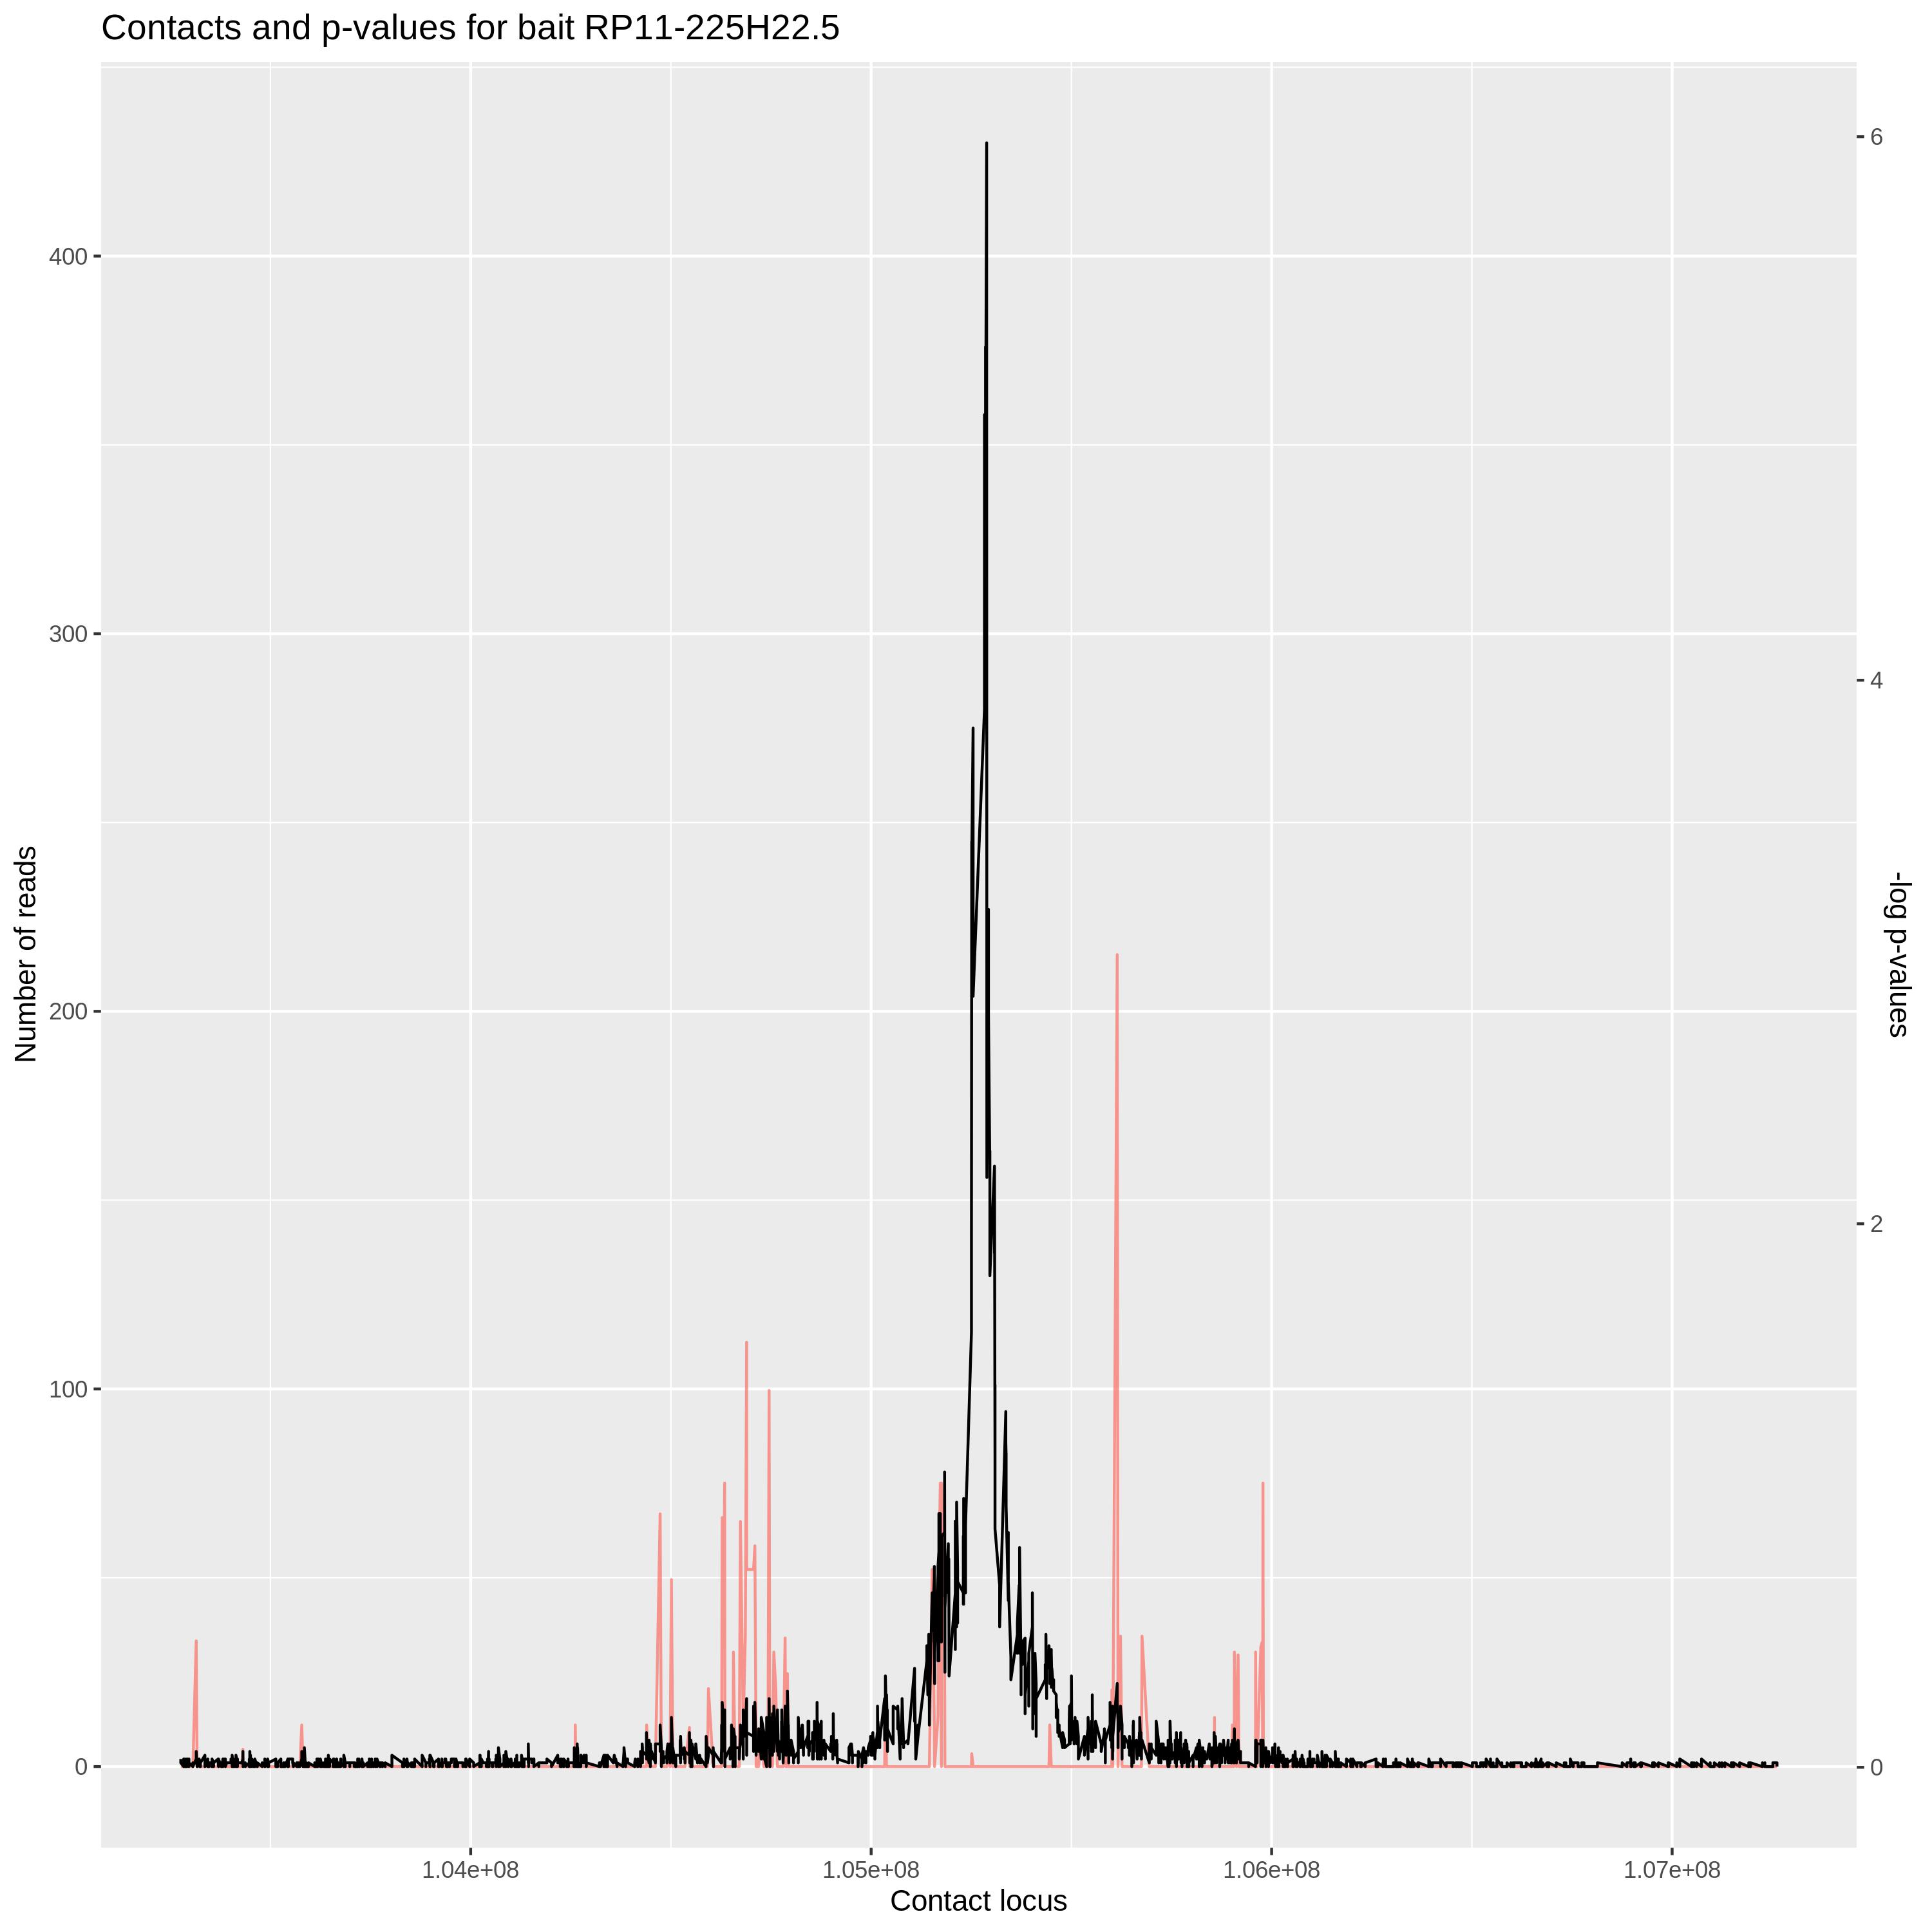 Contacts and p-values for bait RP11-225H22.5
400
300
200
100
0
Number of reads
6
4
2
0
-log p-values
1.04e+08
1.05e+08
1.06e+08
1.07e+08
Contact locus